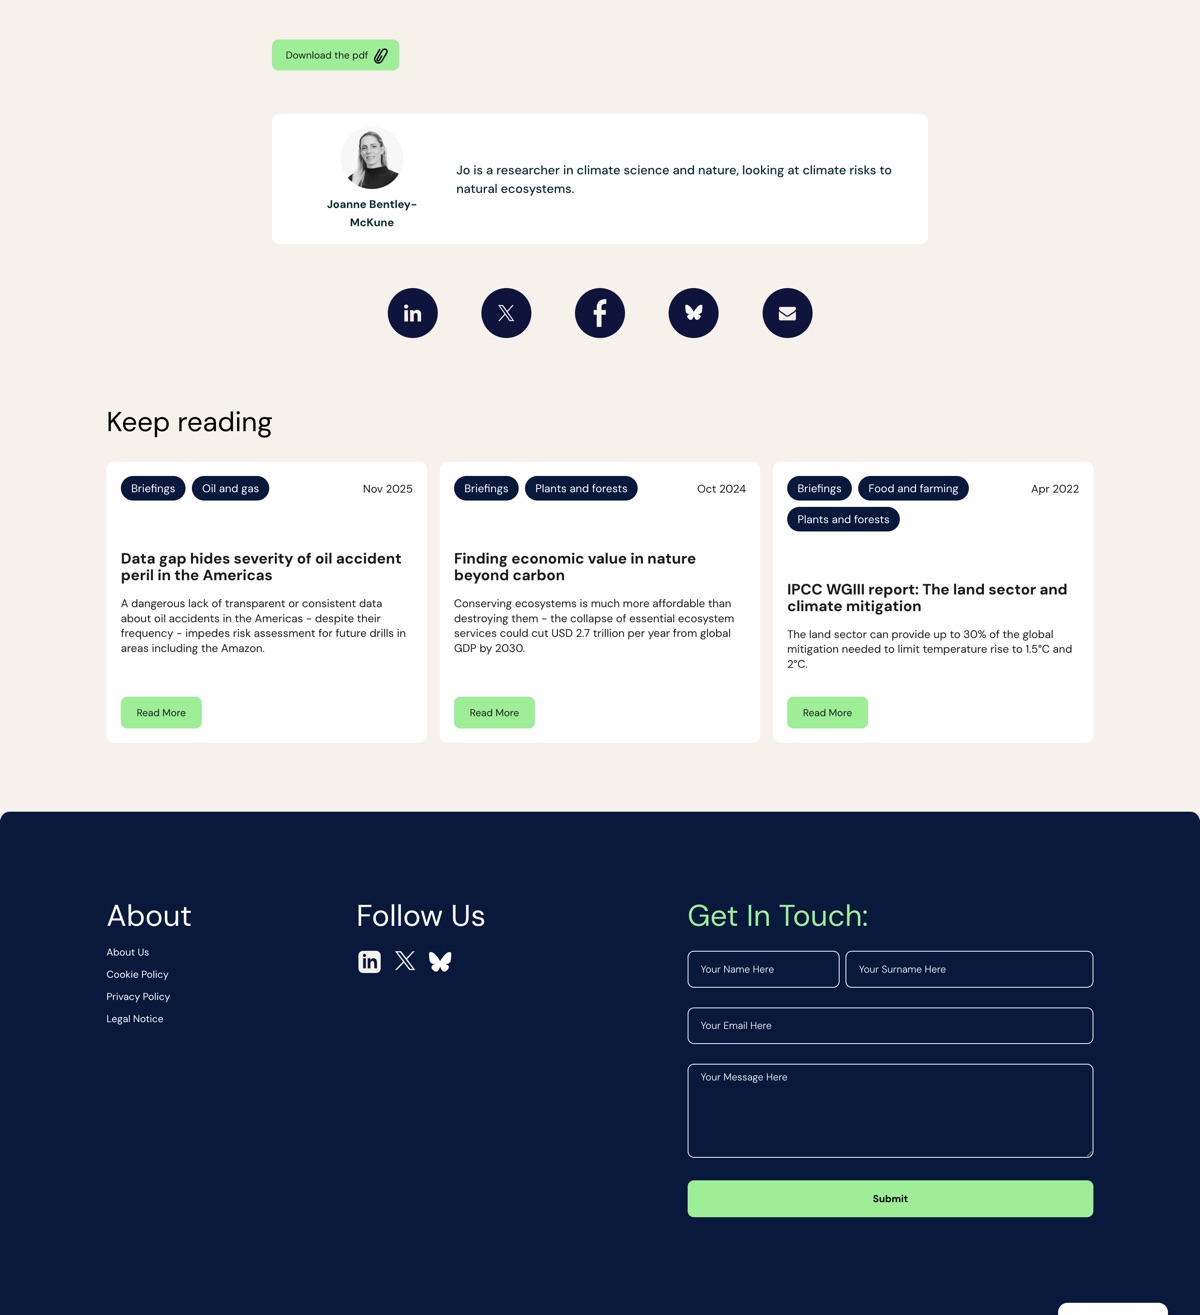 Download the pdf
Jo is a researcher in climate science and nature, looking at climate risks to
natural ecosystems.
Joanne Bentley-
McKune
Keep reading
Briefings
Oil and gas
Nov 2025
Data gap hides severity of oil accident
peril in the Americas
A dangerous lack of transparent or consistent data
about oil accidents in the Americas - despite their
frequency - impedes risk assessment for future drills in
areas including the Amazon.
Read More
Briefings
Plants and forests
Oct 2024
Finding economic value in nature
beyond carbon
Conserving ecosystems is much more affordable than
destroying them - the collapse of essential ecosystem
services could cut USD 2.7 trillion per year from global
GDP by 2030.
Read More
Briefings
Food and farming
Apr 2022
Plants and forests
IPCC WGIII report: The land sector and
climate mitigation
The land sector can provide up to 30% of the global
mitigation needed to limit temperature rise to 1.5°C and
2°C.
Read More
About
About Us
Cookie Policy
Privacy Policy
Legal Notice
Follow Us
Get In Touch:
Your Name Here
Your Surname Here
Your Email Here
Your Message Here
Submit